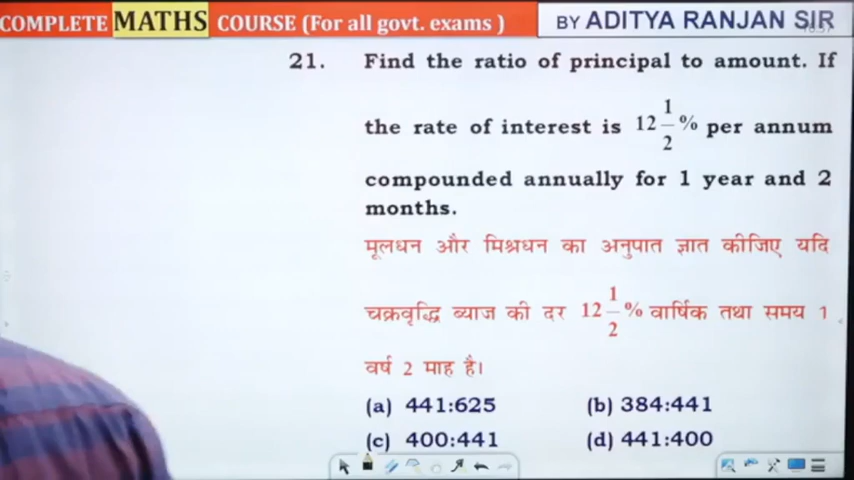 COMPLETE MATHS COURSE (For all govt. exams ) BY ADITYA RANJAN SIR
21. Find the ratio of principal to amount. If
the rate of interest is 12 1/2 % per annum
compounded annually for 1 year and 2
months.
मूलधन और मिश्रधन का अनुपात ज्ञात कीजिए यदि
चक्रवृद्धि ब्याज की दर 12 1/2 % वार्षिक तथा समय 1
वर्ष 2 माह है।
(a) 441:625 (b) 384:441
(c) 400:441 (d) 441:400